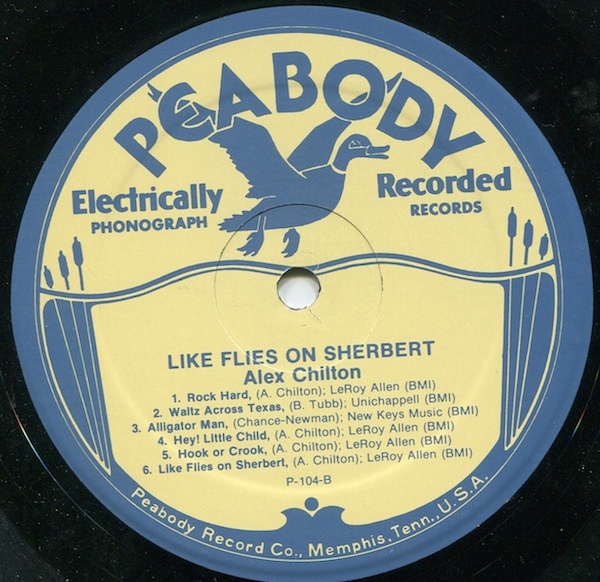 PEABODY
Electrically Recorded
PHONOGRAPH RECORDS
LIKE FLIES ON SHERBERT
Alex Chilton
1. Rock Hard, (A. Chilton); LeRoy Allen (BMI)
2. Waltz Across Texas, (B. Tubb); Unichappell (BMI)
3. Alligator Man, (Chance-Newman); New Keys Music (BMI)
4. Hey! Little Child, (A. Chilton); LeRoy Allen (BMI)
5. Hook or Crook, (A. Chilton); LeRoy Allen (BMI)
6. Like Flies on Sherbert, (A. Chilton); LeRoy Allen (BMI)
P-104-B
Peabody Record Co., Memphis, Tenn., U.S.A.